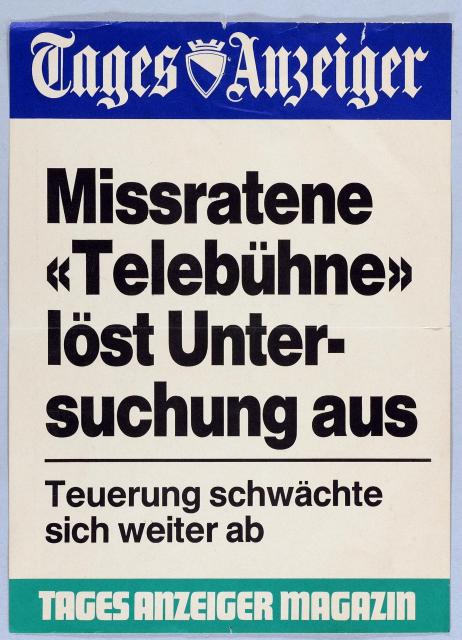 Tages Anzeiger
Missratene
«Telebühne»
löst Unter-
suchung aus
Teuerung schwächte
sich weiter ab
TAGES ANZEIGER MAGAZIN